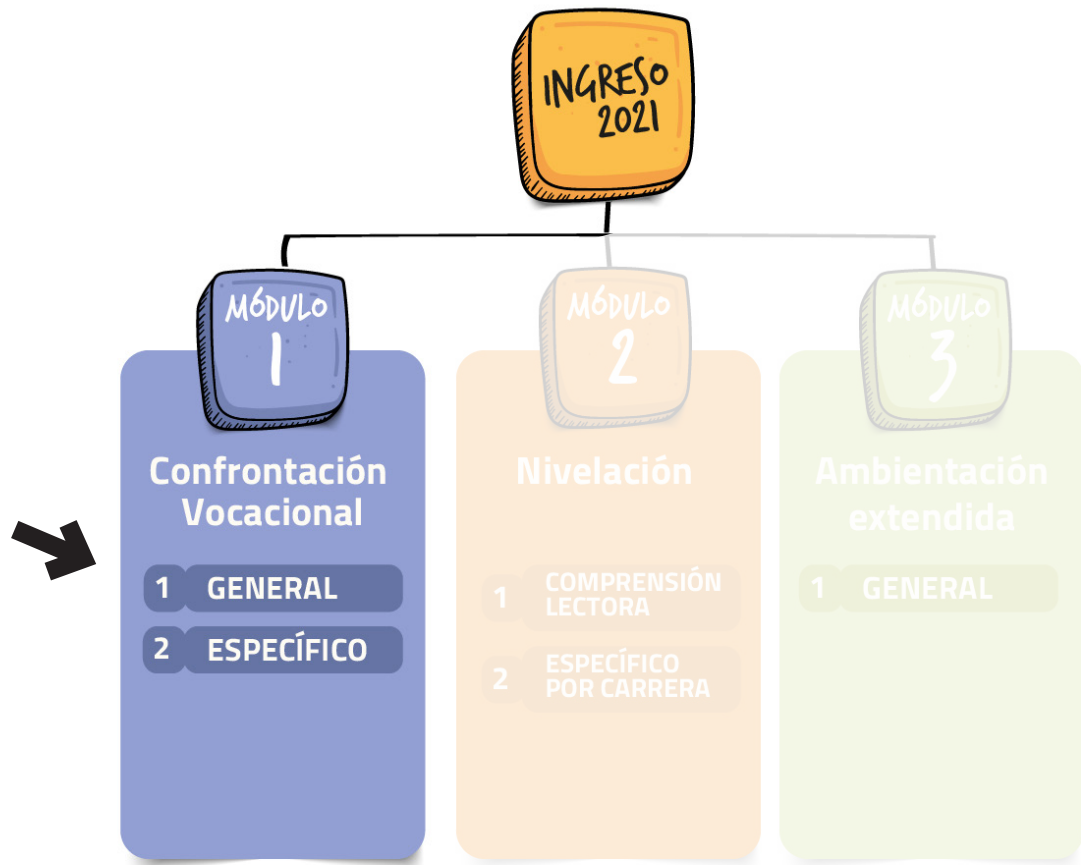 INGRESO
2021
MÓDULO
1
Confrontación
Vocacional
1 GENERAL
2 ESPECÍFICO
MÓDULO
2
Nivelación
1 COMPRENSIÓN
LECTORA
2 ESPECÍFICO
POR CARRERA
MÓDULO
3
Ambientación
extendida
1 GENERAL